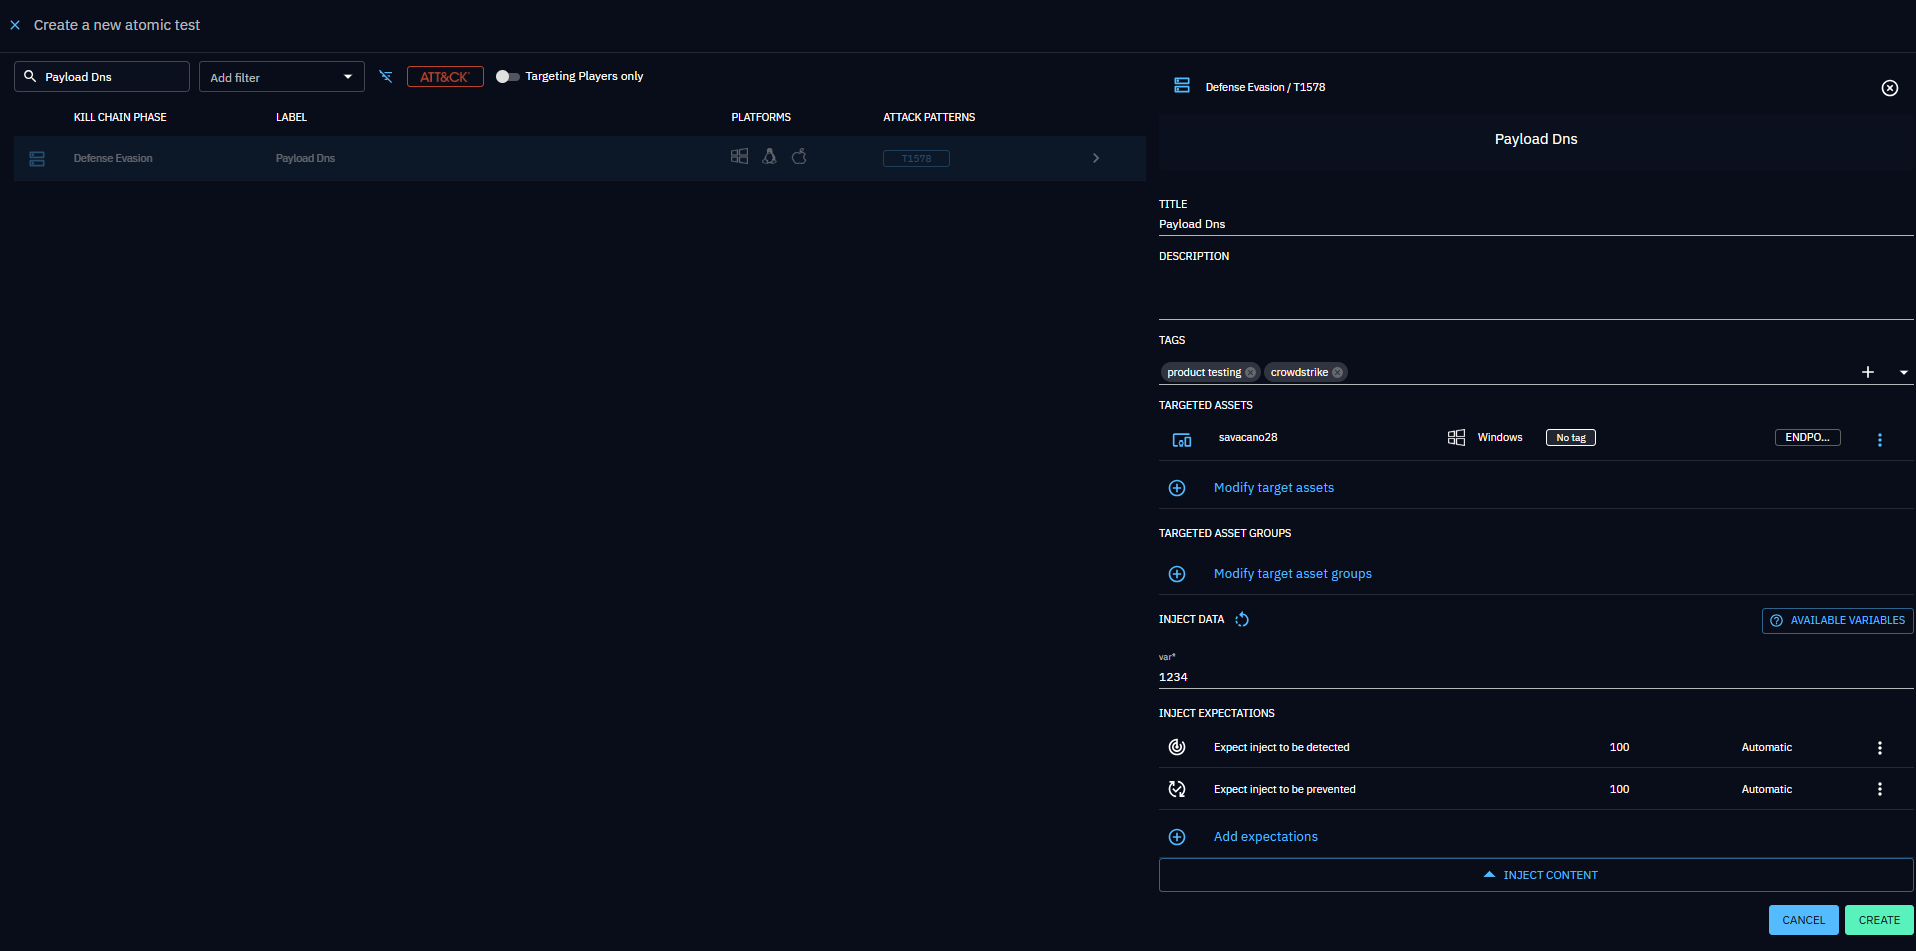 Create a new atomic test
Payload Dns
Add filter
ATT&CK
Targeting Players only
KILL CHAIN PHASE
LABEL
PLATFORMS
ATTACK PATTERNS
Defense Evasion
Payload Dns
T1578
Defense Evasion / T1578
Payload Dns
TITLE
Payload Dns
DESCRIPTION
TAGS
product testing
crowdstrike
TARGETED ASSETS
savacano28
Windows
No tag
ENDPO...
Modify target assets
TARGETED ASSET GROUPS
Modify target asset groups
INJECT DATA
AVAILABLE VARIABLES
var*
1234
INJECT EXPECTATIONS
Expect inject to be detected
100
Automatic
Expect inject to be prevented
100
Automatic
Add expectations
INJECT CONTENT
CANCEL
CREATE